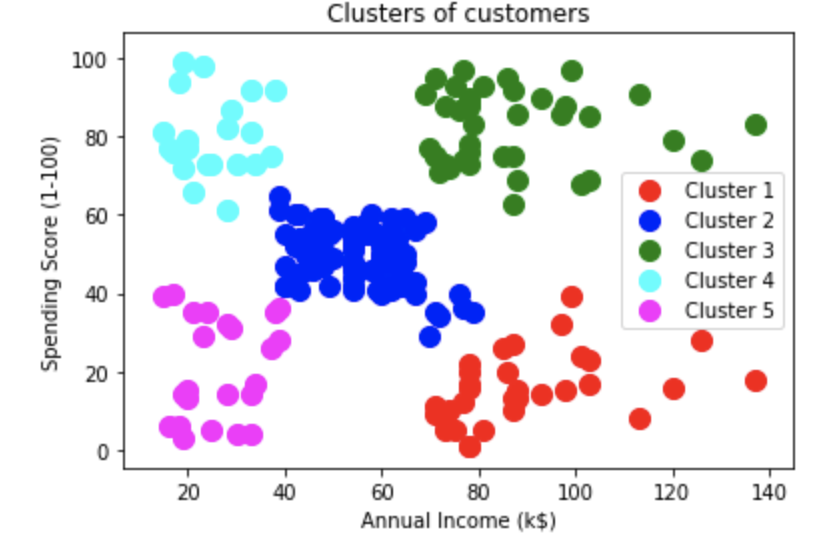 Clusters of customers
Spending Score (1-100)
100
80
60
40
20
0
Cluster 1
Cluster 2
Cluster 3
Cluster 4
Cluster 5
20 40 60 80 100 120 140
Annual Income (k$)